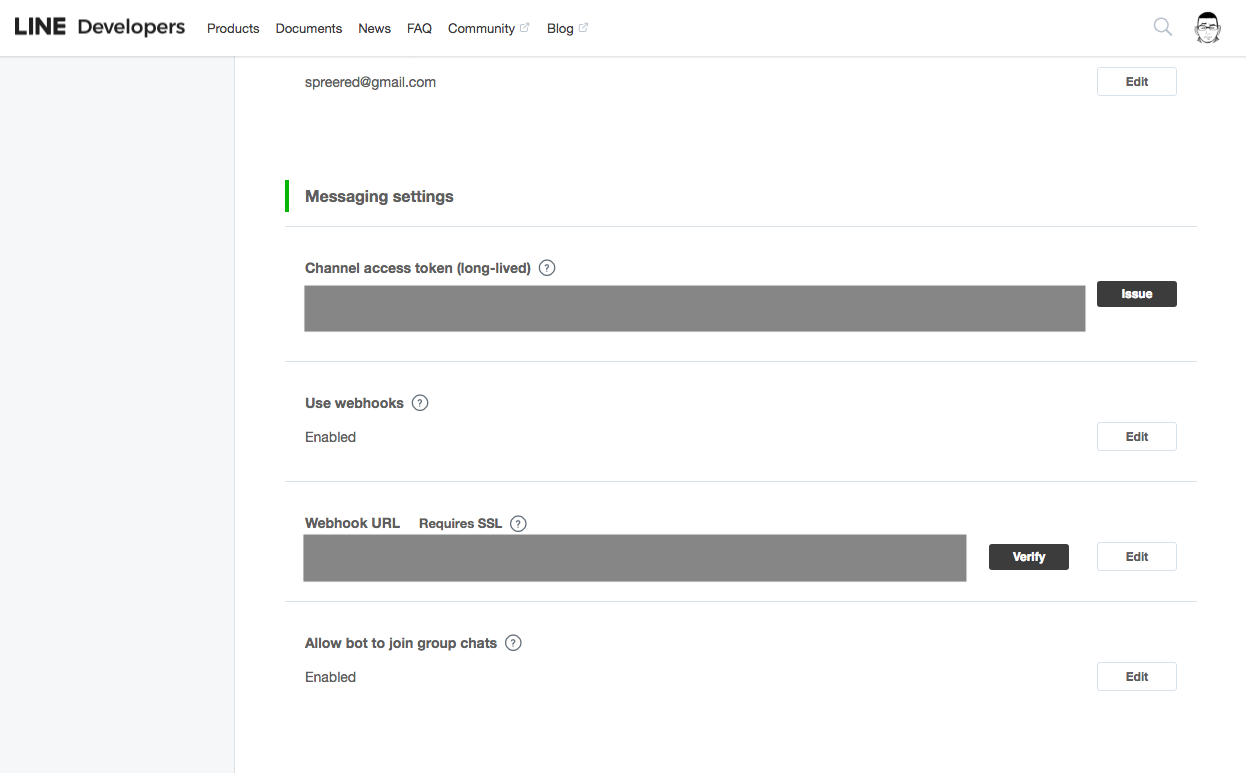 LINE Developers Products Documents News FAQ Community Blog
spreered@gmail.com Edit
Messaging settings
Channel access token (long-lived) ?
Issue
Use webhooks ?
Enabled Edit
Webhook URL Requires SSL ?
Verify Edit
Allow bot to join group chats ?
Enabled Edit